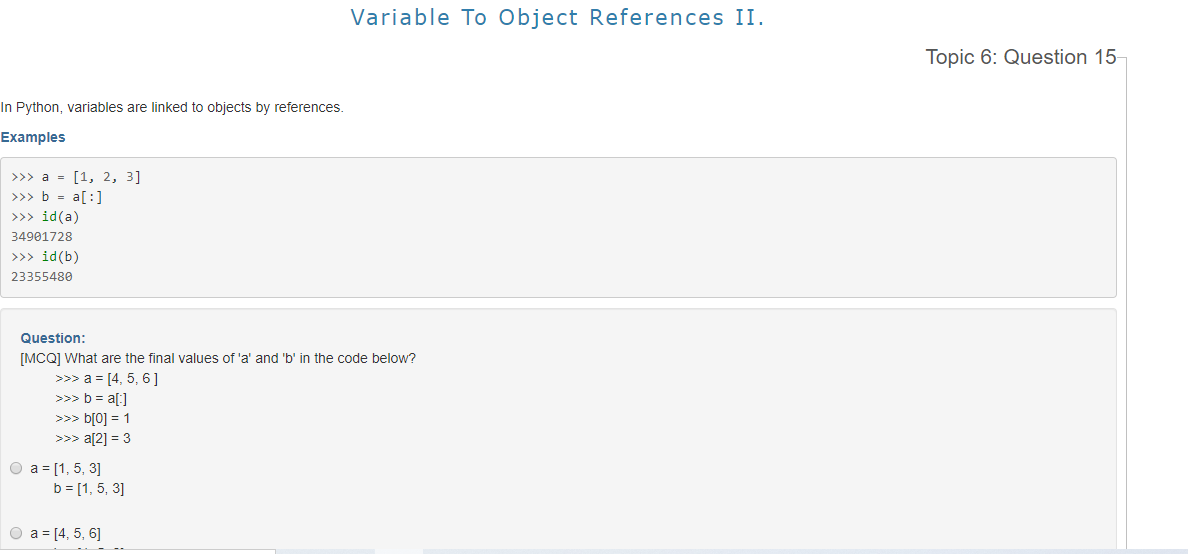 Variable To Object References II.
Topic 6: Question 15
In Python, variables are linked to objects by references.
Examples
>>> a = [1, 2, 3]
>>> b = a[:]
>>> id(a)
34901728
>>> id(b)
23355480
Question:
[MCQ] What are the final values of 'a' and 'b' in the code below?
>>> a = [4, 5, 6 ]
>>> b = a[:]
>>> b[0] = 1
>>> a[2] = 3
a = [1, 5, 3]
b = [1, 5, 3]
a = [4, 5, 6]